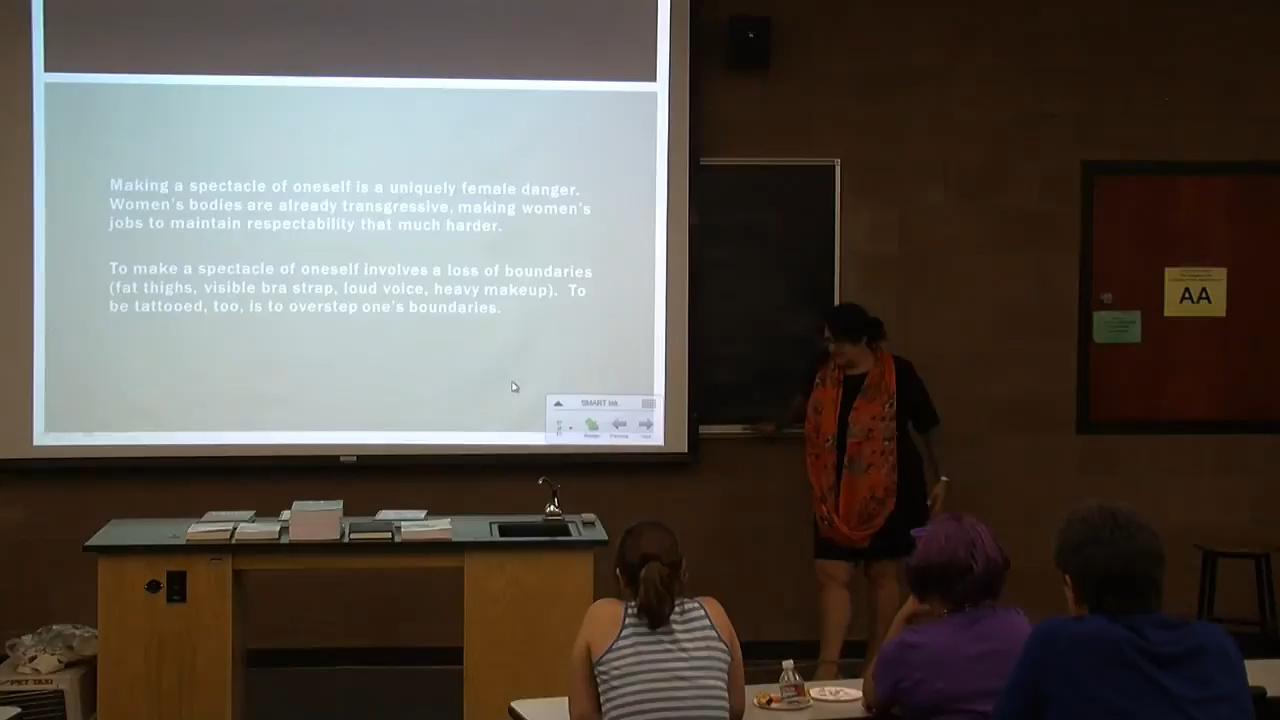 Making a spectacle of oneself is a uniquely female danger.
Women's bodies are already transgressive, making women's
jobs to maintain respectability that much harder.
To make a spectacle of oneself involves a loss of boundaries
(fat thighs, visible bra strap, loud voice, heavy makeup). To
be tattooed, too, is to overstep one's boundaries.
SMART Ink
AA
PET TAXI